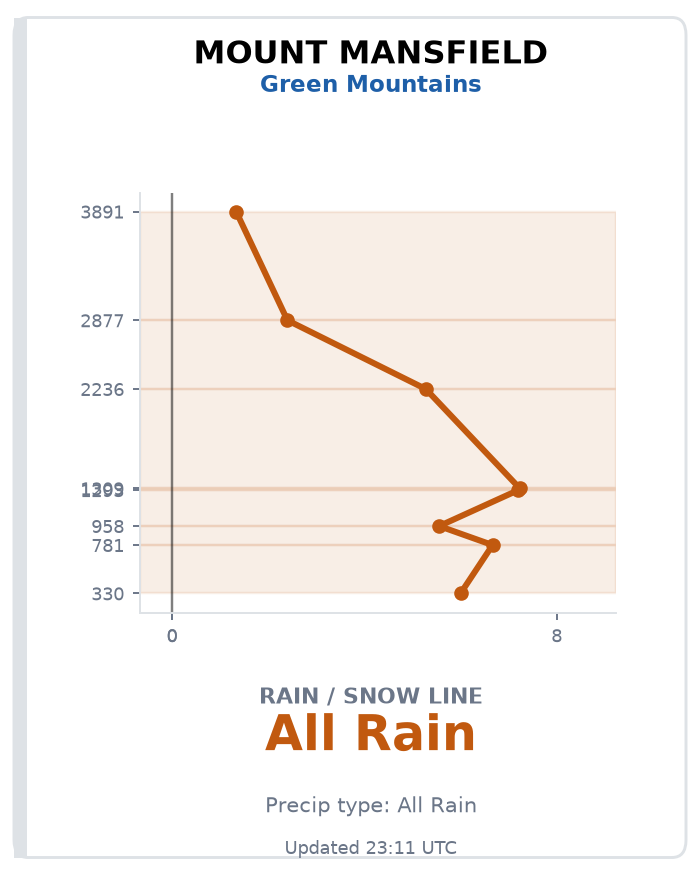 MOUNT MANSFIELD
Green Mountains
3891
2877
2236
958
781
330
0
8
RAIN / SNOW LINE
All Rain
Precip type: All Rain
Updated 23:11 UTC